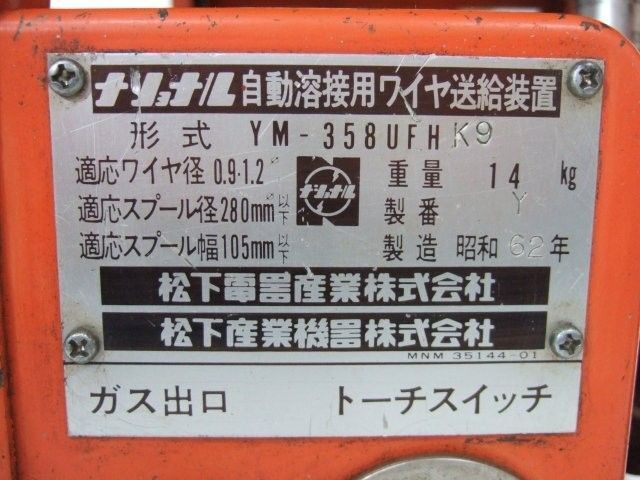 ナショナル 自動溶接用ワイヤ送給装置
形式 YM-358UFHK9
適応ワイヤ径 0.9・1.2 重量 14 kg
適応スプール径280mm以下 ナショナル 製番 Y
適応スプール幅105mm以下 製造 昭和62年
松下電器産業株式会社
松下産業機器株式会社
MNM 35144-01
ガス出口 トーチスイッチ